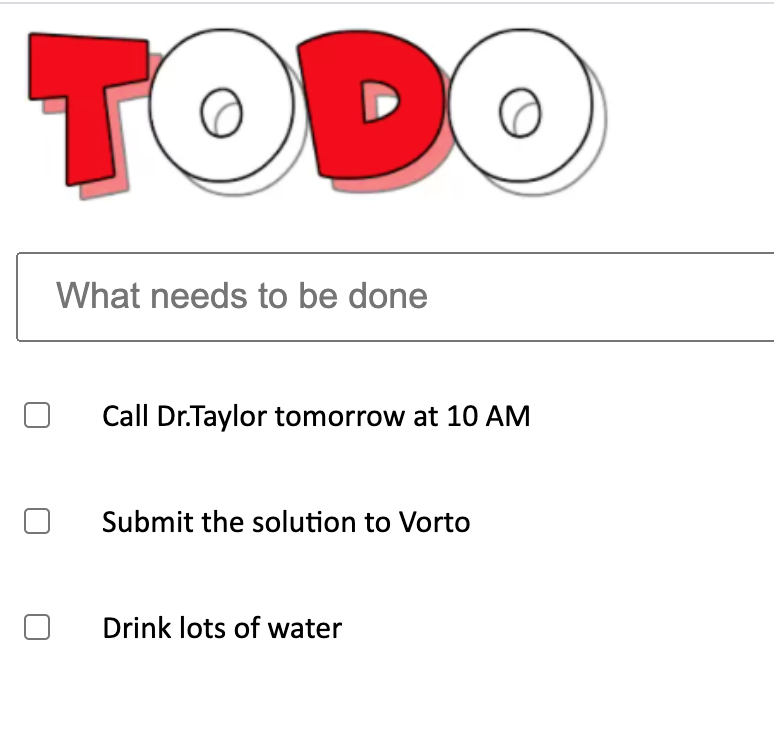 TODO
What needs to be done
Call Dr.Taylor tomorrow at 10 AM
Submit the solution to Vorto
Drink lots of water